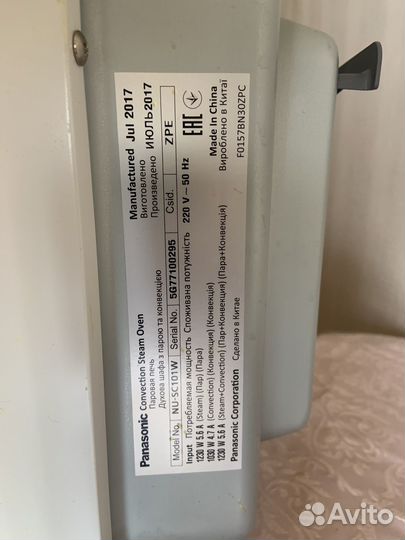 Panasonic Convection Steam Oven
Паровая печь
Духова шафа з парою та конвекцією
Manufactured Jul 2017
Виготовлено
Произведено ИЮЛЬ2017
Model No. NU-SC101W Serial No. 5G77100295 Csid. ZPE
Input Потребляемая мощность Споживана потужність 220 V ~ 50 Hz
1230 W 5.6 A (Steam) (Пар) (Пара)
1030 W 4.7 A (Convection) (Конвекция) (Конвекція)
1230 W 5.6 A (Steam+Convection) (Пар+Конвекция) (Пара+Конвекція)
EAC
Made In China
Вироблено в Китаї
Panasonic Corporation Сделано в Китае
F0157BN30ZPC
Avito